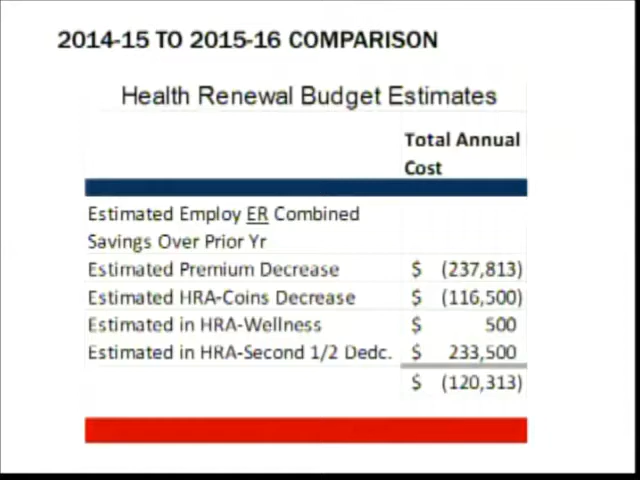 2014-15 TO 2015-16 COMPARISON
Health Renewal Budget Estimates
Total Annual
Cost
Estimated Employ ER Combined
Savings Over Prior Yr
Estimated Premium Decrease $ (237,813)
Estimated HRA-Coins Decrease $ (116,500)
Estimated in HRA-Wellness $ 500
Estimated in HRA-Second 1/2 Dedc. $ 233,500
$ (120,313)